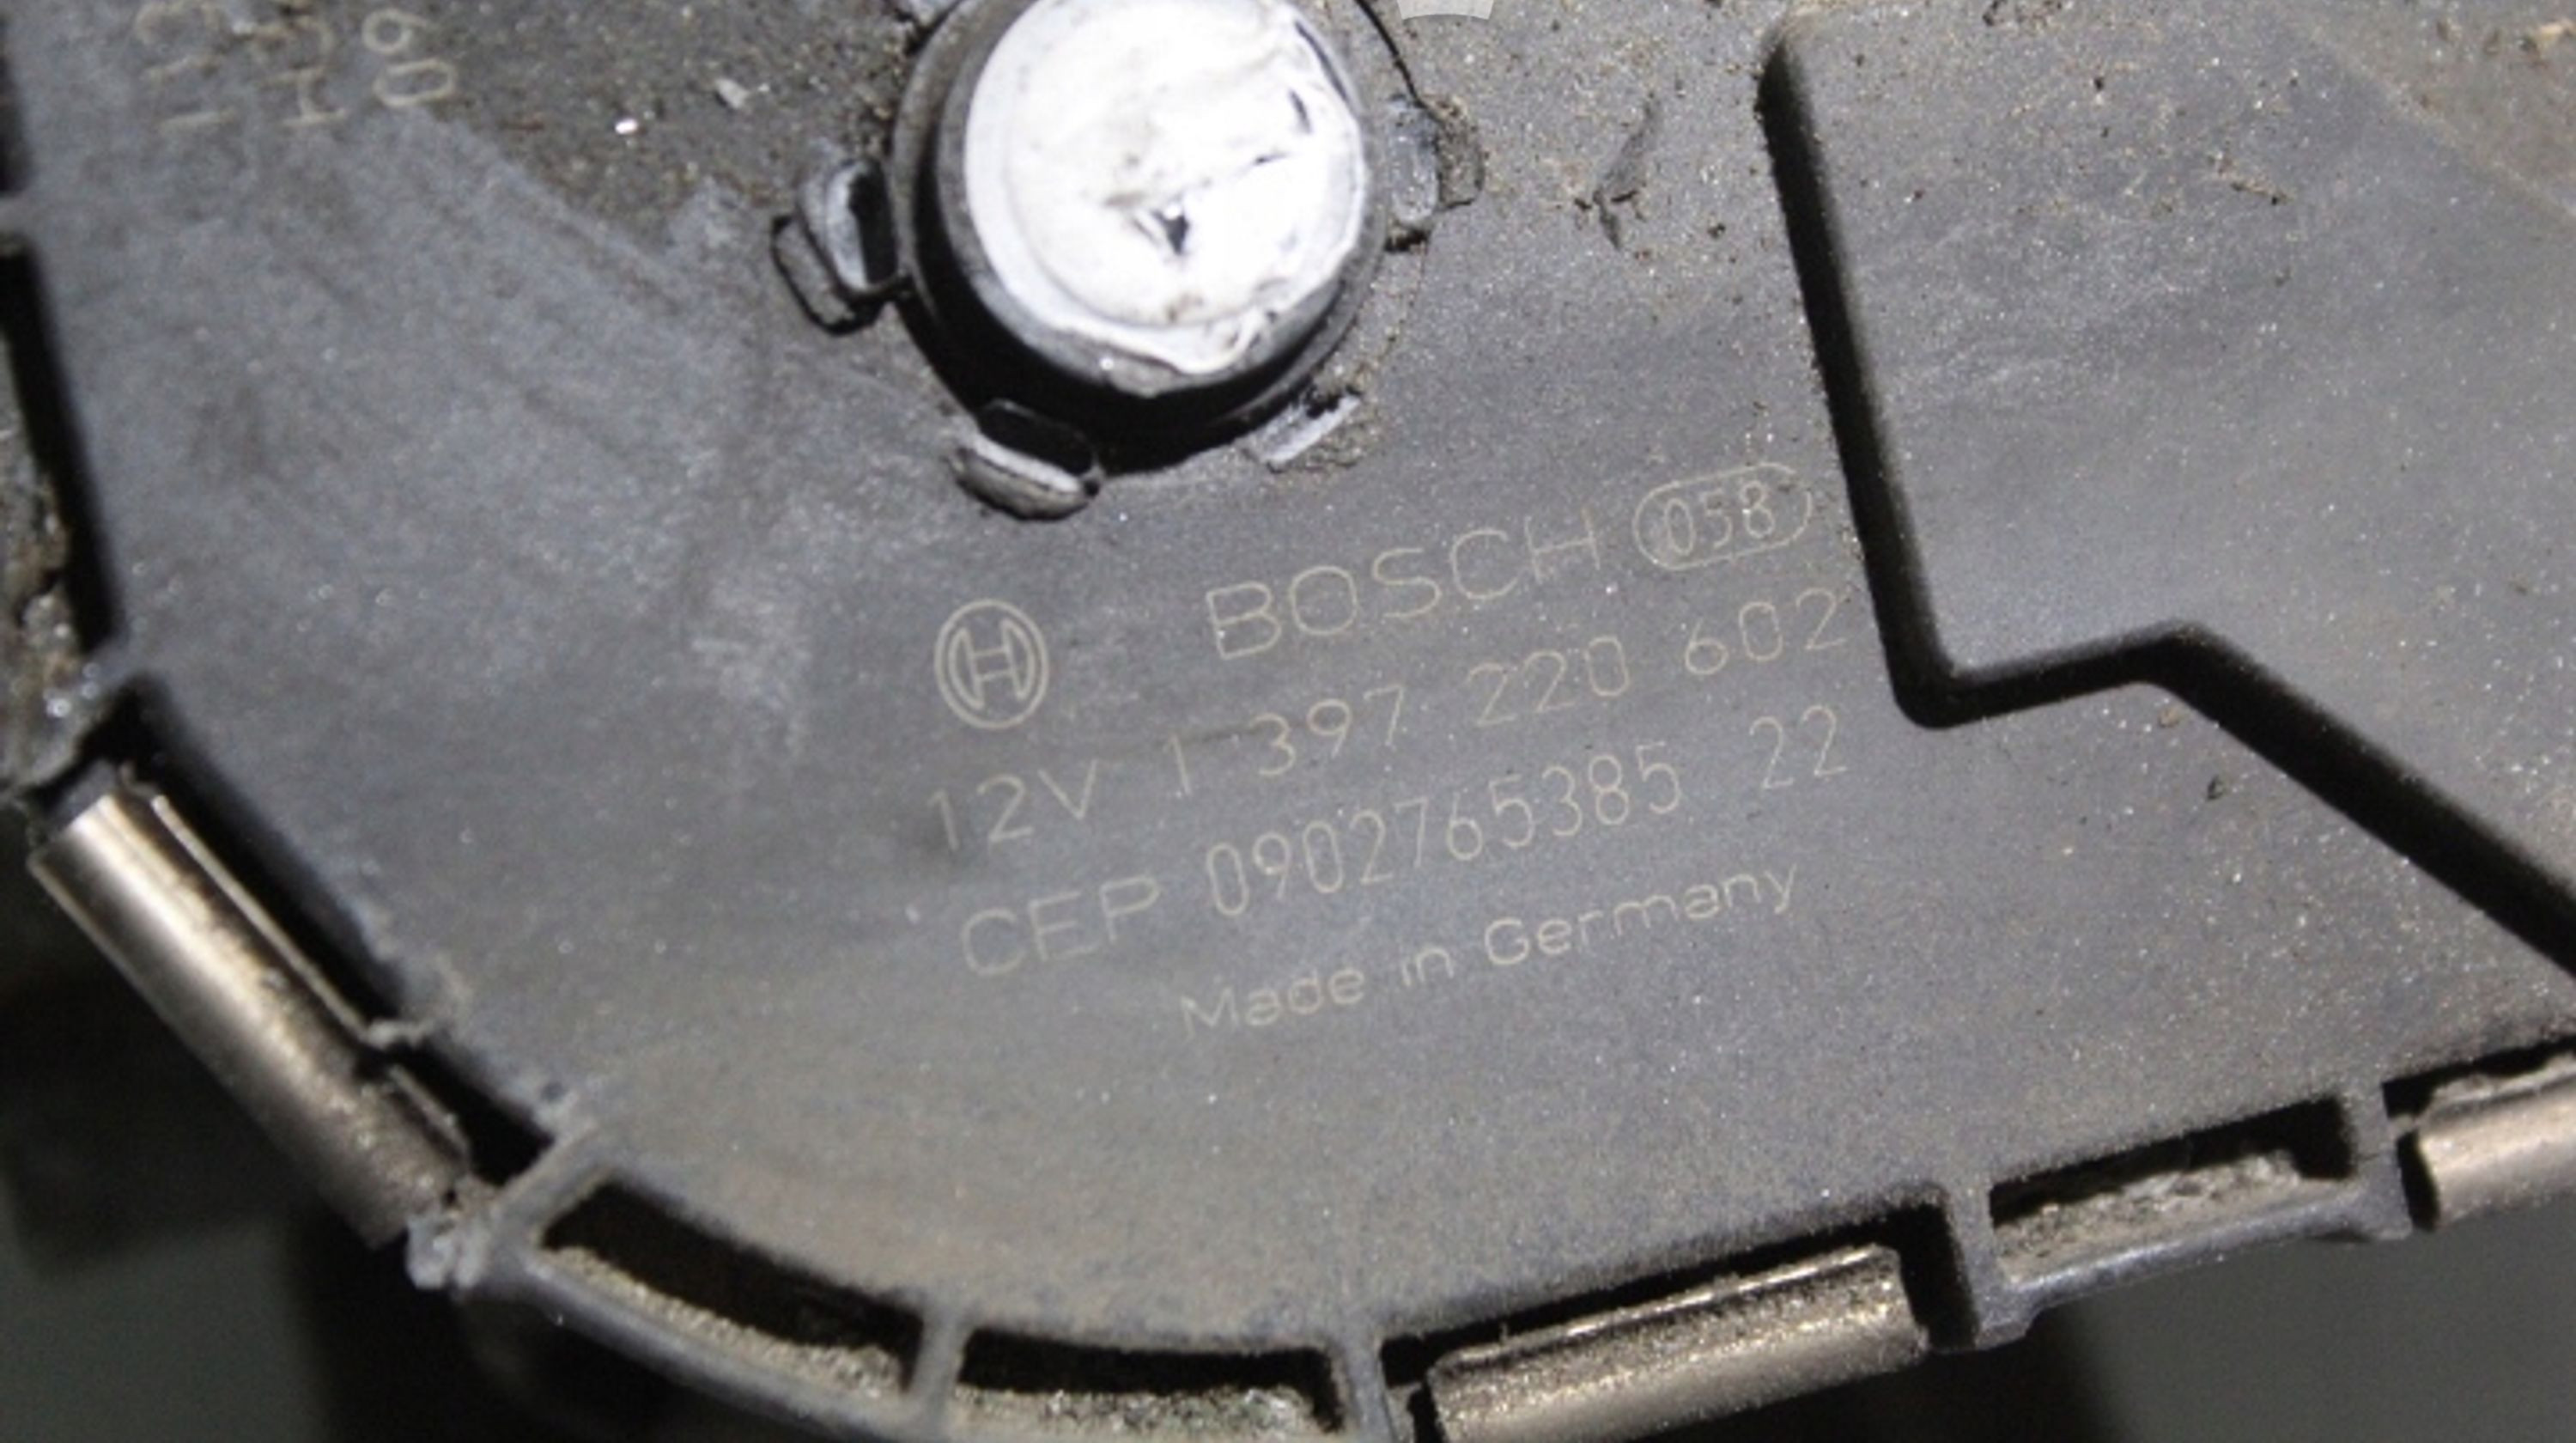 BOSCH 058
12V 1 397 220 602
CEP 0902765385 22
Made in Germany